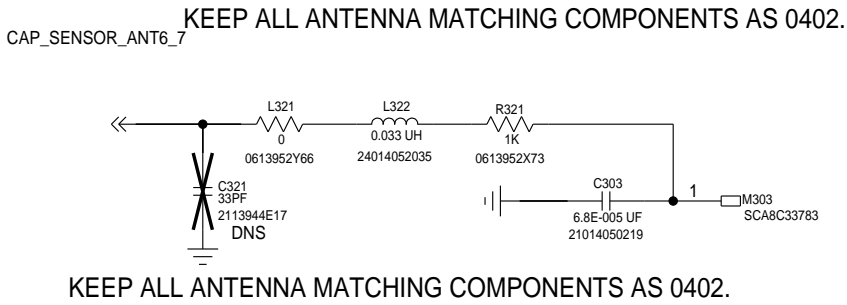 KEEP ALL ANTENNA MATCHING COMPONENTS AS 0402.
CAP_SENSOR_ANT6_7
L321
0
0613952Y66
L322
0.033 UH
24014052035
R321
1K
0613952X73
C321
33PF
2113944E17
DNS
C303
6.8E-005 UF
21014050219
1
M303
SCA8C33783
KEEP ALL ANTENNA MATCHING COMPONENTS AS 0402.